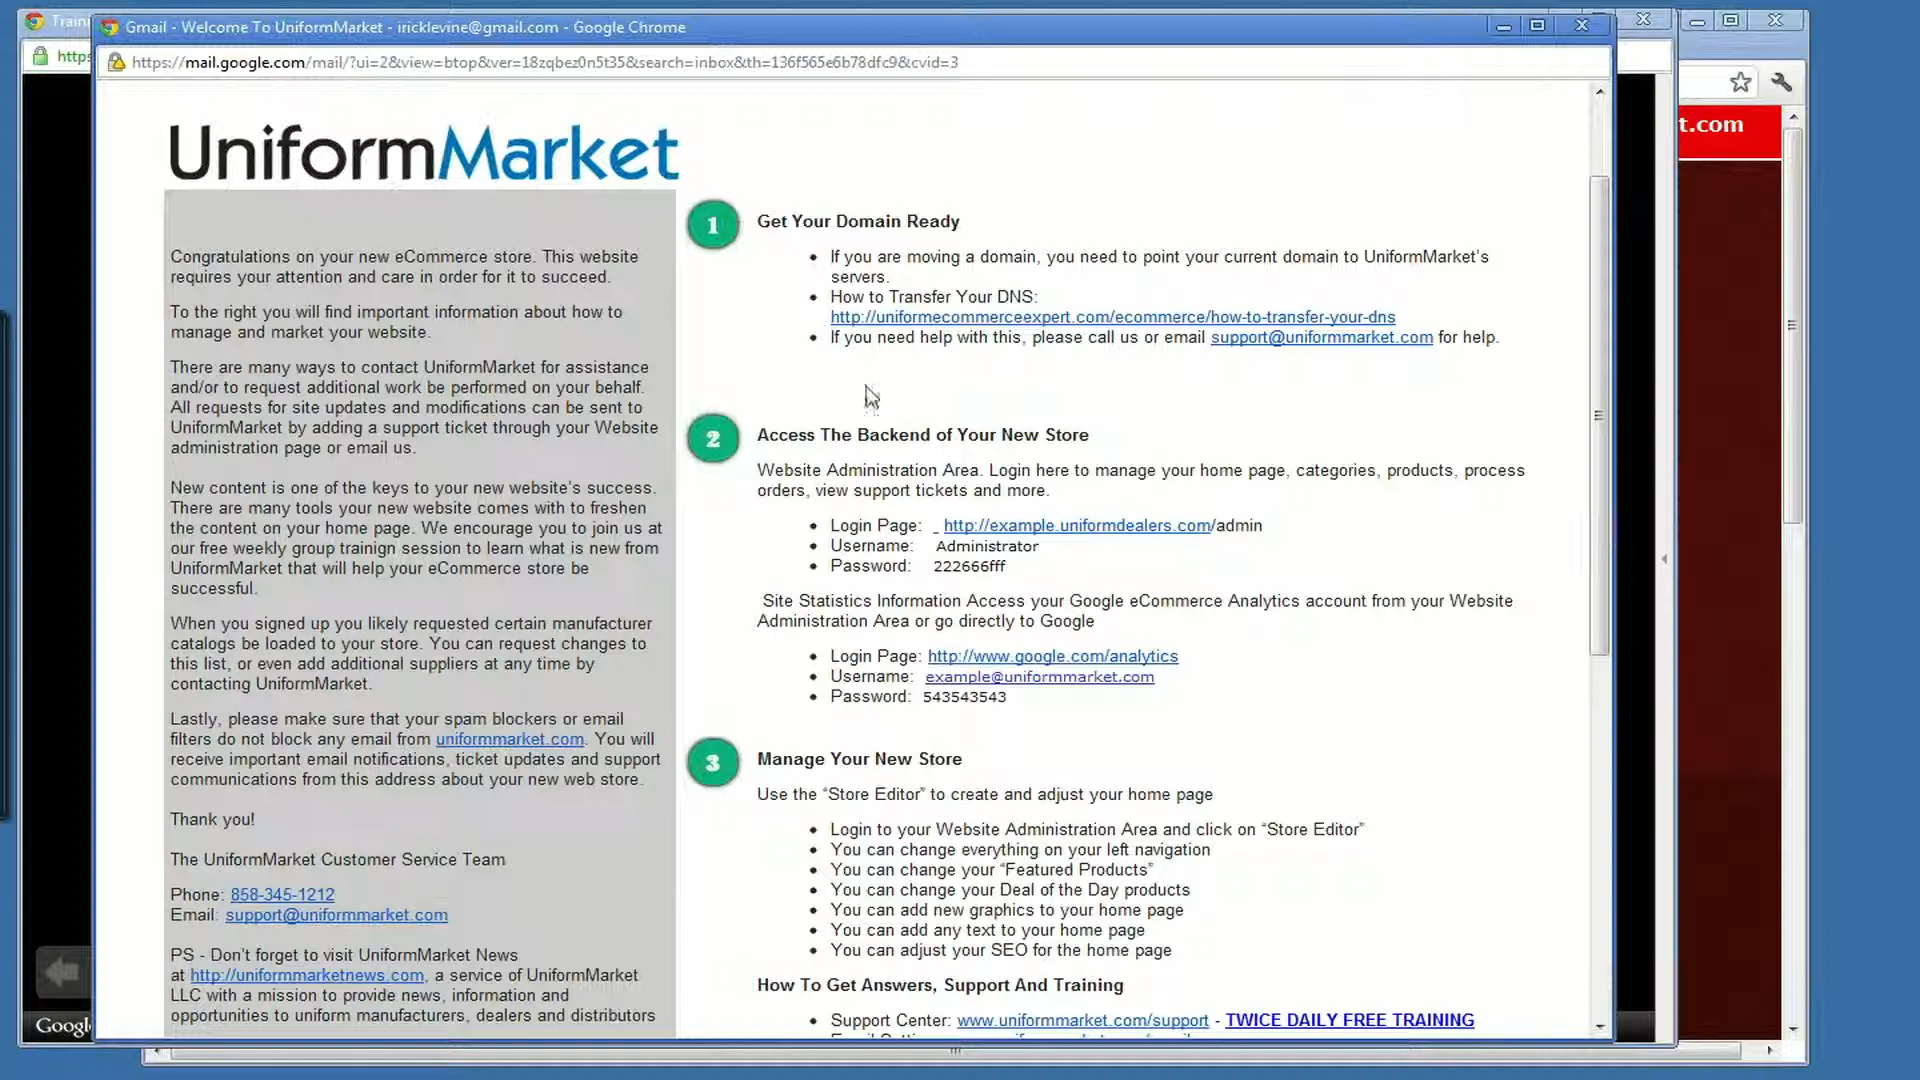 Traini
Gmail - Welcome To UniformMarket - iricklevine@gmail.com - Google Chrome
https
https://mail.google.com/mail/?ui=2&view=btop&ver=18zqbez0n5t35&search=inbox&th=136f565e6b78dfc9&cvid=3
t.com
UniformMarket
Congratulations on your new eCommerce store. This website
requires your attention and care in order for it to succeed.
To the right you will find important information about how to
manage and market your website.
There are many ways to contact UniformMarket for assistance
and/or to request additional work be performed on your behalf.
All requests for site updates and modifications can be sent to
UniformMarket by adding a support ticket through your Website
administration page or email us.
New content is one of the keys to your new website's success.
There are many tools your new website comes with to freshen
the content on your home page. We encourage you to join us at
our free weekly group trainign session to learn what is new from
UniformMarket that will help your eCommerce store be
successful.
When you signed up you likely requested certain manufacturer
catalogs be loaded to your store. You can request changes to
this list, or even add additional suppliers at any time by
contacting UniformMarket.
Lastly, please make sure that your spam blockers or email
filters do not block any email from uniformmarket.com. You will
receive important email notifications, ticket updates and support
communications from this address about your new web store.
Thank you!
The UniformMarket Customer Service Team
Phone: 858-345-1212
Email: support@uniformmarket.com
PS - Don't forget to visit UniformMarket News
at http://uniformmarketnews.com, a service of UniformMarket
LLC with a mission to provide news, information and
opportunities to uniform manufacturers, dealers and distributors
1 Get Your Domain Ready
• If you are moving a domain, you need to point your current domain to UniformMarket's
servers.
• How to Transfer Your DNS:
http://uniformecommerceexpert.com/ecommerce/how-to-transfer-your-dns
• If you need help with this, please call us or email support@uniformmarket.com for help.
2 Access The Backend of Your New Store
Website Administration Area. Login here to manage your home page, categories, products, process
orders, view support tickets and more.
• Login Page: http://example.uniformdealers.com/admin
• Username: Administrator
• Password: 222666fff
Site Statistics Information Access your Google eCommerce Analytics account from your Website
Administration Area or go directly to Google
• Login Page: http://www.google.com/analytics
• Username: example@uniformmarket.com
• Password: 543543543
3 Manage Your New Store
Use the “Store Editor” to create and adjust your home page
• Login to your Website Administration Area and click on “Store Editor”
• You can change everything on your left navigation
• You can change your “Featured Products”
• You can change your Deal of the Day products
• You can add new graphics to your home page
• You can add any text to your home page
• You can adjust your SEO for the home page
How To Get Answers, Support And Training
• Support Center: www.uniformmarket.com/support - TWICE DAILY FREE TRAINING
Googl